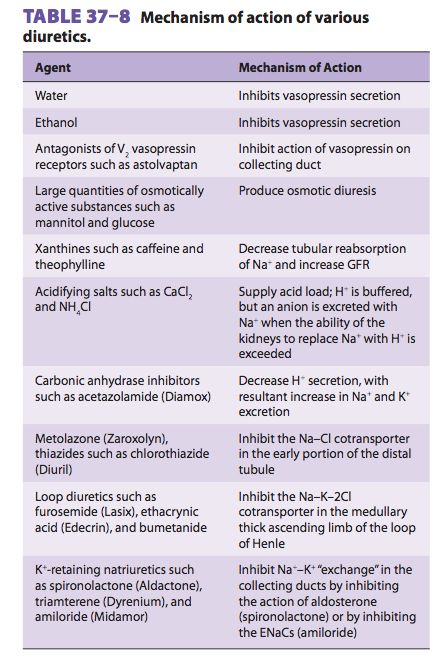 TABLE 37–8 Mechanism of action of various
diuretics.
Agent Mechanism of Action
Water Inhibits vasopressin secretion
Ethanol Inhibits vasopressin secretion
Antagonists of V₂ vasopressin Inhibit action of vasopressin on
receptors such as astolvaptan collecting duct
Large quantities of osmotically Produce osmotic diuresis
active substances such as
mannitol and glucose
Xanthines such as caffeine and Decrease tubular reabsorption
theophylline of Na⁺ and increase GFR
Acidifying salts such as CaCl₂ Supply acid load; H⁺ is buffered,
and NH₄Cl but an anion is excreted with
Na⁺ when the ability of the
kidneys to replace Na⁺ with H⁺ is
exceeded
Carbonic anhydrase inhibitors Decrease H⁺ secretion, with
such as acetazolamide (Diamox) resultant increase in Na⁺ and K⁺
excretion
Metolazone (Zaroxolyn), Inhibit the Na–Cl cotransporter
thiazides such as chlorothiazide in the early portion of the distal
(Diuril) tubule
Loop diuretics such as Inhibit the Na–K–2Cl
furosemide (Lasix), ethacrynic cotransporter in the medullary
acid (Edecrin), and bumetanide thick ascending limb of the loop
of Henle
K⁺-retaining natriuretics such Inhibit Na⁺–K⁺ "exchange" in the
as spironolactone (Aldactone), collecting ducts by inhibiting
triamterene (Dyrenium), and the action of aldosterone
amiloride (Midamor) (spironolactone) or by inhibiting
the ENaCs (amiloride)